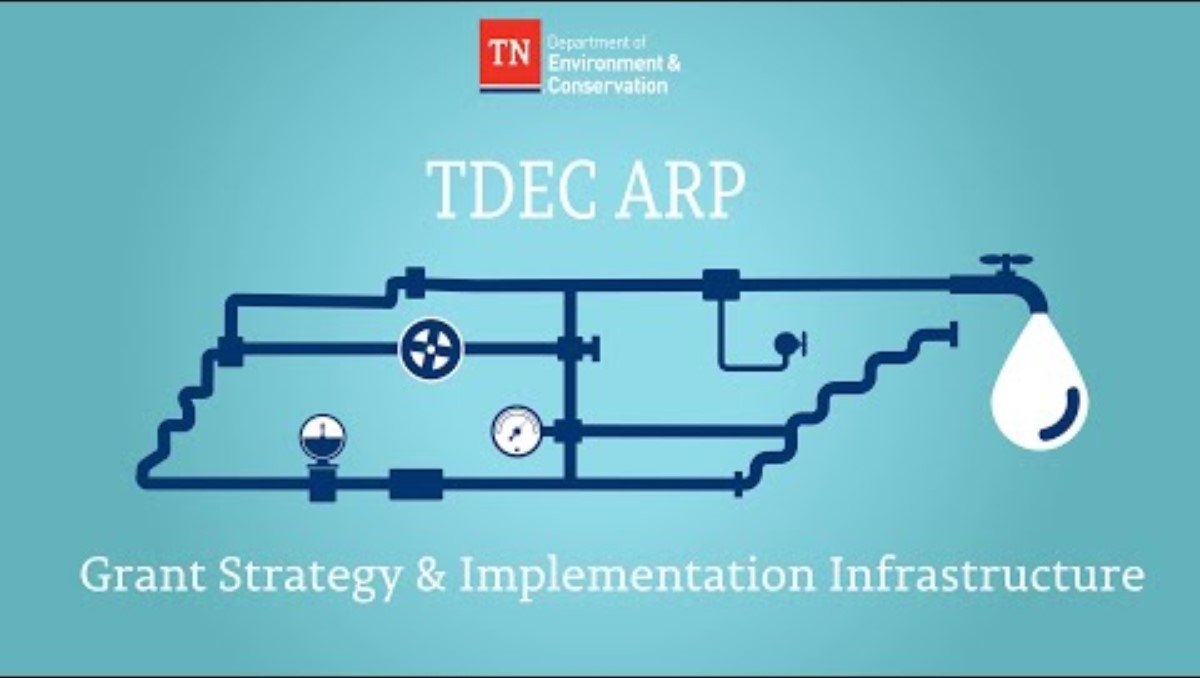 TN
Department of
Environment &
Conservation
TDEC ARP
Grant Strategy & Implementation Infrastructure